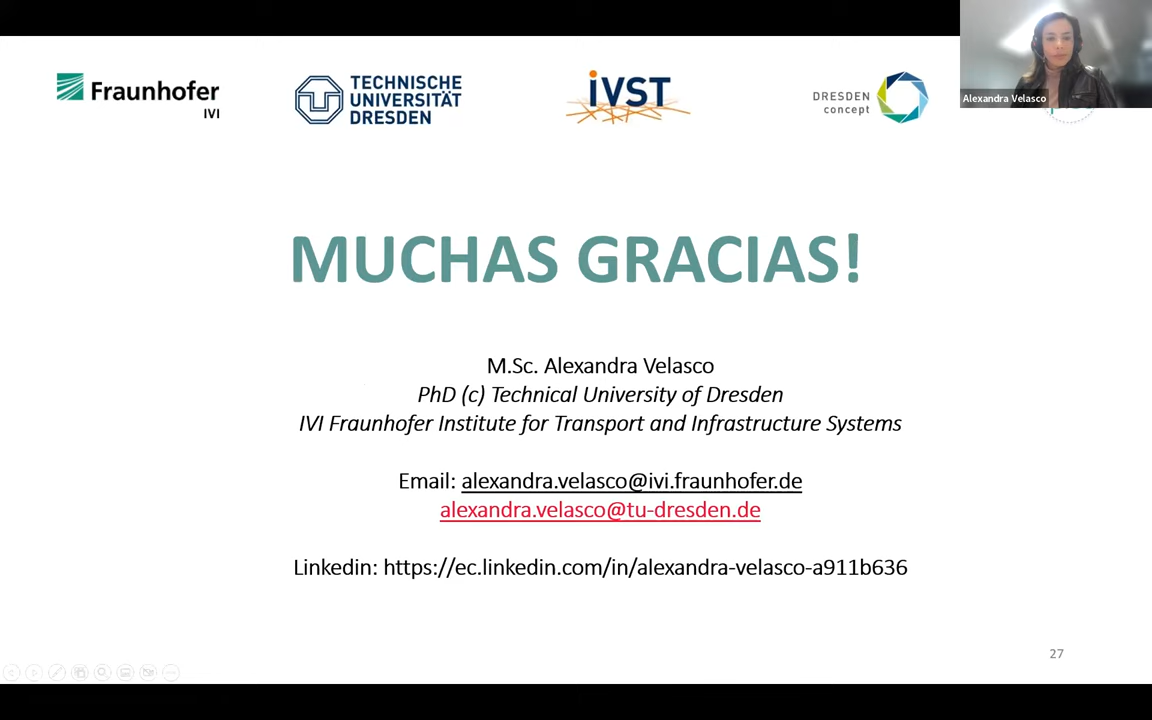 Fraunhofer
IVI
TECHNISCHE
UNIVERSITÄT
DRESDEN
iVST
DRESDEN
concept
Alexandra Velasco
MUCHAS GRACIAS!
M.Sc. Alexandra Velasco
PhD (c) Technical University of Dresden
IVI Fraunhofer Institute for Transport and Infrastructure Systems
Email: alexandra.velasco@ivi.fraunhofer.de
alexandra.velasco@tu-dresden.de
Linkedin: https://ec.linkedin.com/in/alexandra-velasco-a911b636
27